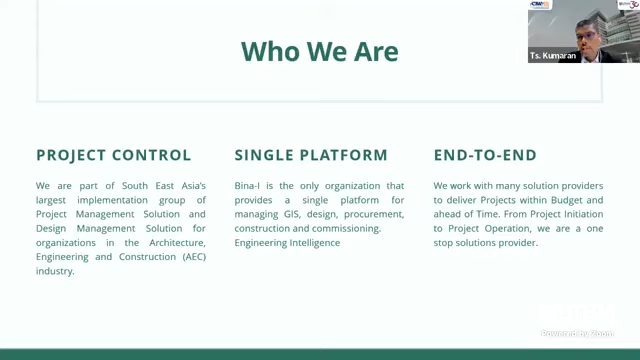 Who We Are
Ts. Kumaran
PROJECT CONTROL
We are part of South East Asia's
largest implementation group of
Project Management Solution and
Design Management Solution for
organizations in the Architecture,
Engineering and Construction (AEC)
industry.
SINGLE PLATFORM
Bina-I is the only organization that
provides a single platform for
managing GIS, design, procurement,
construction and commissioning.
Engineering Intelligence
END-TO-END
We work with many solution providers
to deliver Projects within Budget and
ahead of Time. From Project Initiation
to Project Operation, we are a one
stop solutions provider.
Powered by Zoom